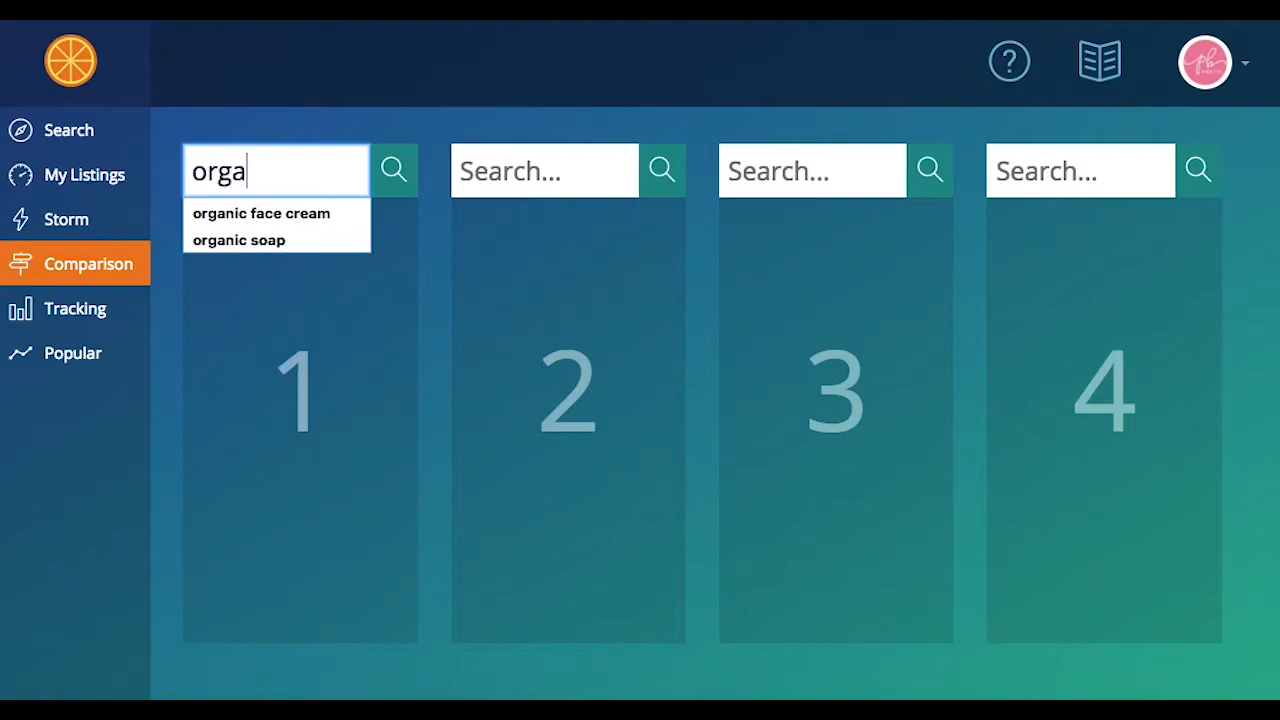 ?
pb
Search
My Listings
Storm
Comparison
Tracking
Popular
orga
Search...
Search...
Search...
organic face cream
organic soap
1
2
3
4